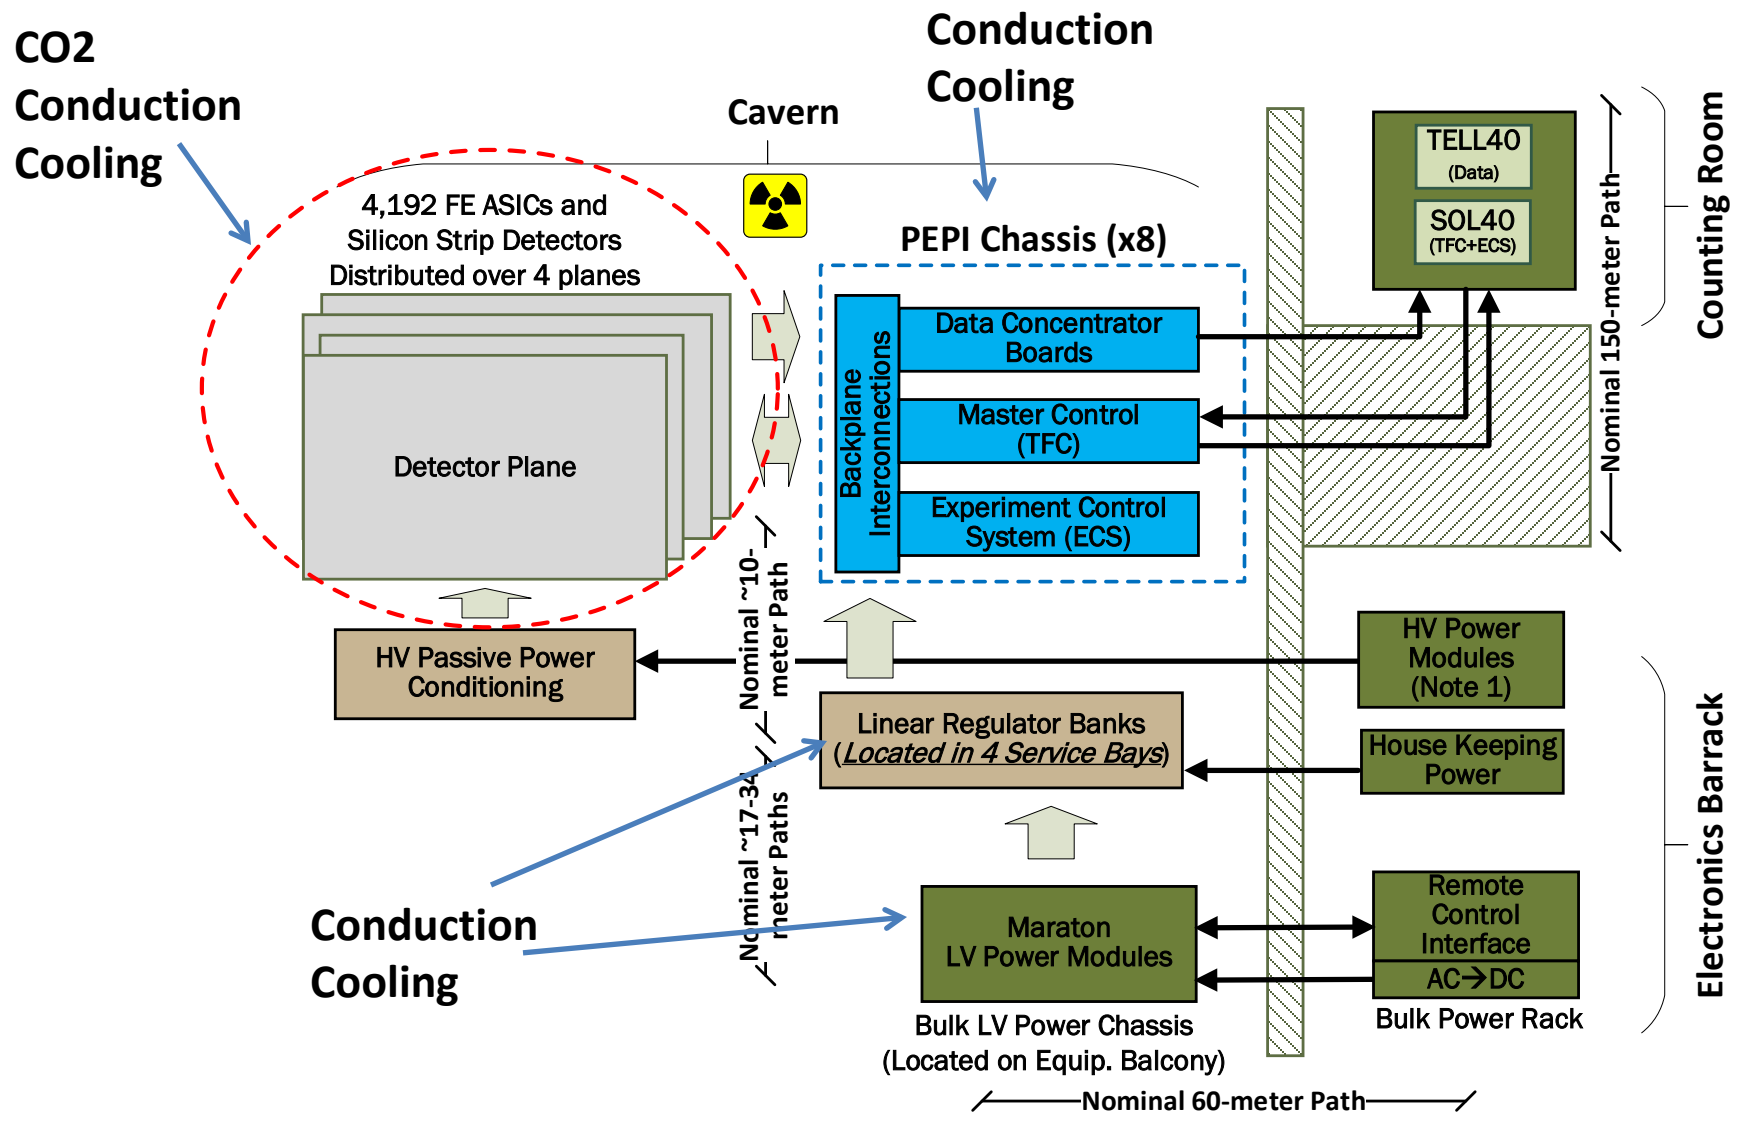 CO2
Conduction
Cooling
Conduction
Cooling
Cavern
4,192 FE ASICs and
Silicon Strip Detectors
Distributed over 4 planes
Detector Plane
PEPI Chassis (x8)
Backplane
Interconnections
Data Concentrator
Boards
Master Control
(TFC)
Experiment Control
System (ECS)
TELL40
(Data)
SOL40
(TFC+ECS)
Nominal 150-meter Path
Counting Room
HV Passive Power
Conditioning
Nominal ~10-
meter Path
Linear Regulator Banks
(Located in 4 Service Bays)
HV Power
Modules
(Note 1)
House Keeping
Power
Nominal ~17-34
meter Paths
Conduction
Cooling
Maraton
LV Power Modules
Bulk LV Power Chassis
(Located on Equip. Balcony)
Remote
Control
Interface
AC→DC
Bulk Power Rack
Electronics Barrack
Nominal 60-meter Path